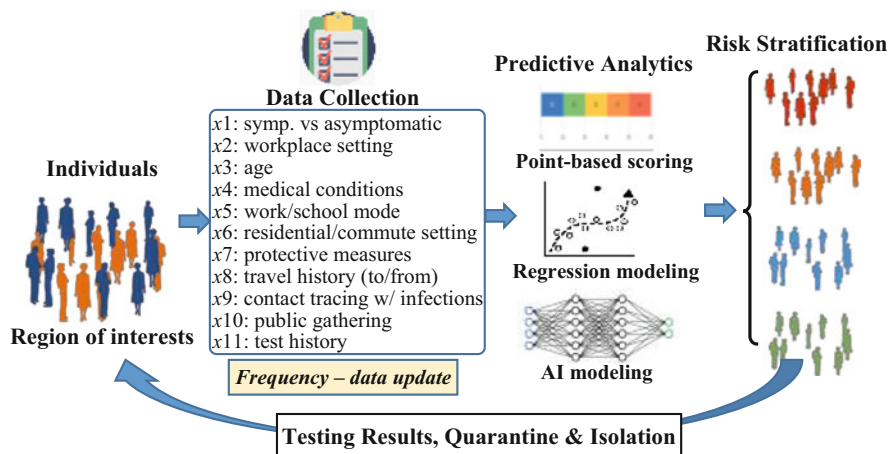 Individuals
Region of interests
Data Collection
x1: symp. vs asymptomatic
x2: workplace setting
x3: age
x4: medical conditions
x5: work/school mode
x6: residential/commute setting
x7: protective measures
x8: travel history (to/from)
x9: contact tracing w/ infections
x10: public gathering
x11: test history
Frequency – data update
Predictive Analytics
Point-based scoring
Regression modeling
AI modeling
Risk Stratification
Testing Results, Quarantine & Isolation